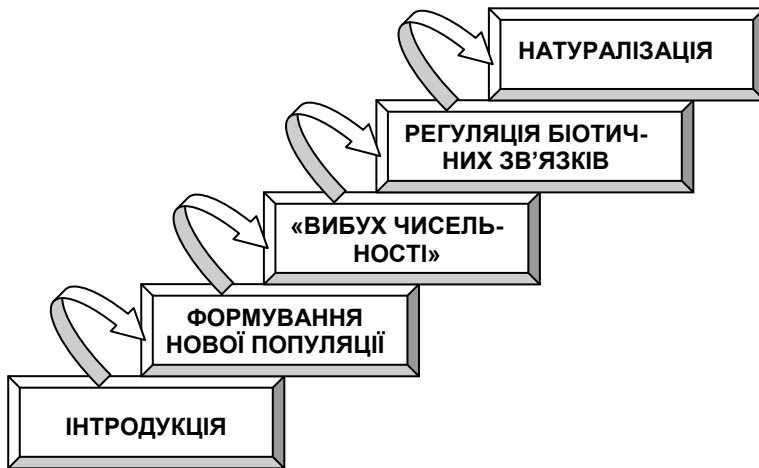 НАТУРАЛІЗАЦІЯ
РЕГУЛЯЦІЯ БІОТИЧ-
НИХ ЗВ’ЯЗКІВ
«ВИБУХ ЧИСЕЛЬ-
НОСТІ»
ФОРМУВАННЯ
НОВОЇ ПОПУЛЯЦІЇ
ІНТРОДУКЦІЯ